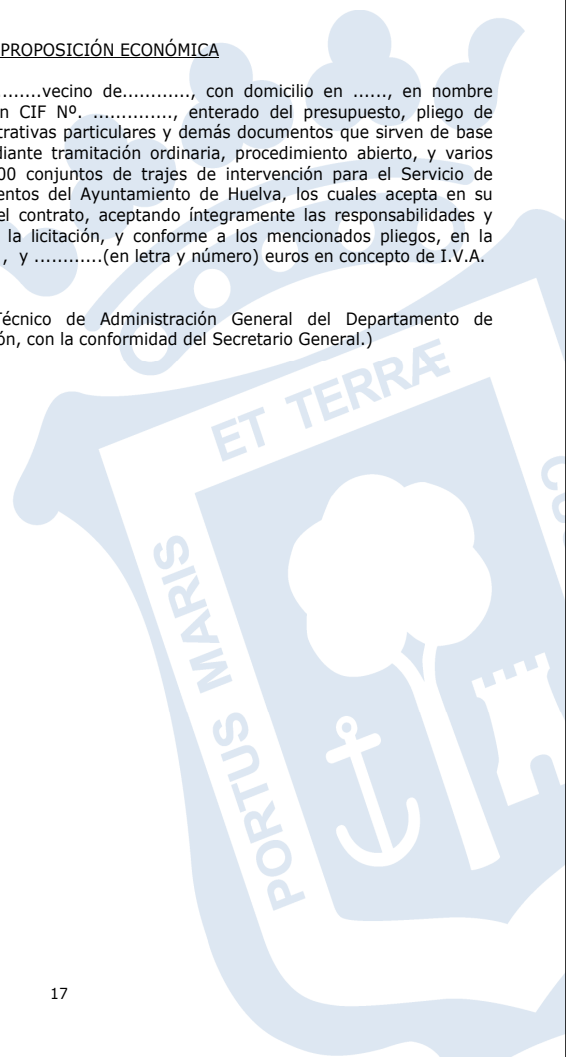 PROPOSICIÓN ECONÓMICA
........vecino de............, con domicilio en ......, en nombre
n CIF Nº. ..............., enterado del presupuesto, pliego de
trativas particulares y demás documentos que sirven de base
diante tramitación ordinaria, procedimiento abierto, y varios
00 conjuntos de trajes de intervención para el Servicio de
entos del Ayuntamiento de Huelva, los cuales acepta en su
el contrato, aceptando íntegramente las responsabilidades y
la licitación, y conforme a los mencionados pliegos, en la
, y ............(en letra y número) euros en concepto de I.V.A.
Técnico de Administración General del Departamento de
ón, con la conformidad del Secretario General.)
ET TERRÆ
PORTUS MARIS
17